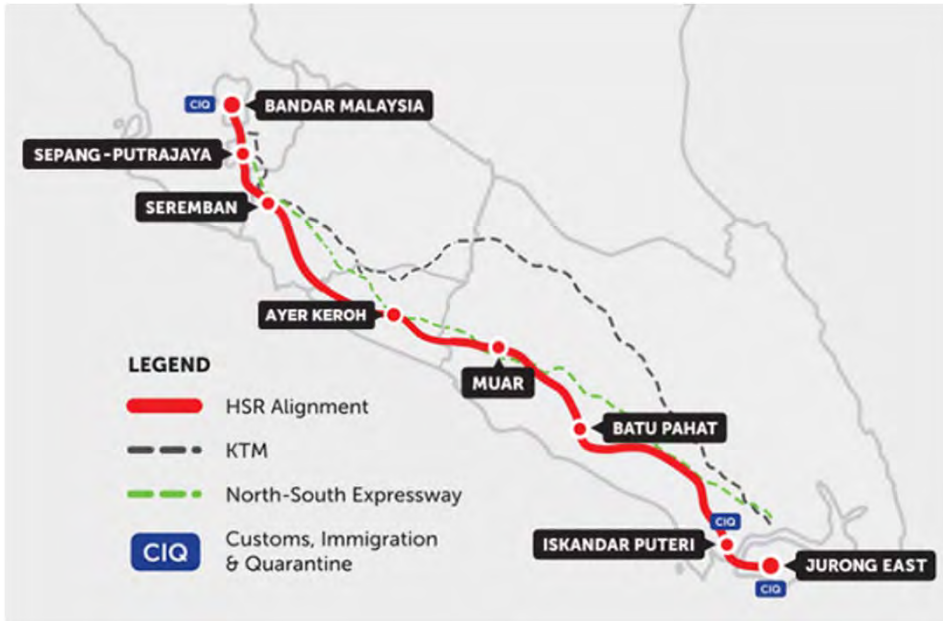 CIQ
BANDAR MALAYSIA
SEPANG-PUTRAJAYA
SEREMBAN
AYER KEROH
MUAR
BATU PAHAT
CIQ
ISKANDAR PUTERI
JURONG EAST
CIQ
LEGEND
HSR Alignment
KTM
North-South Expressway
CIQ
Customs, Immigration
& Quarantine